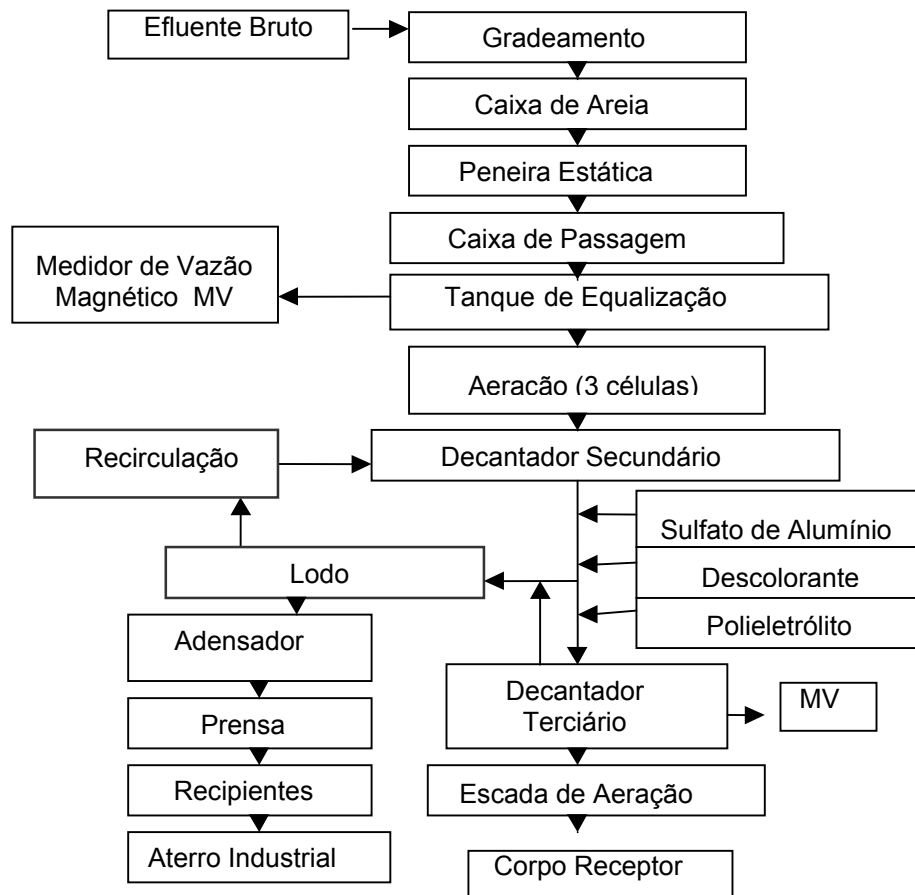 Efluente Bruto
Gradeamento
Caixa de Areia
Peneira Estática
Caixa de Passagem
Medidor de Vazão
Magnético MV
Tanque de Equalização
Aeracão (3 células)
Recirculação
Decantador Secundário
Sulfato de Alumínio
Lodo
Descolorante
Polieletrólito
Adensador
Decantador
Terciário
MV
Prensa
Recipientes
Escada de Aeração
Aterro Industrial
Corpo Receptor